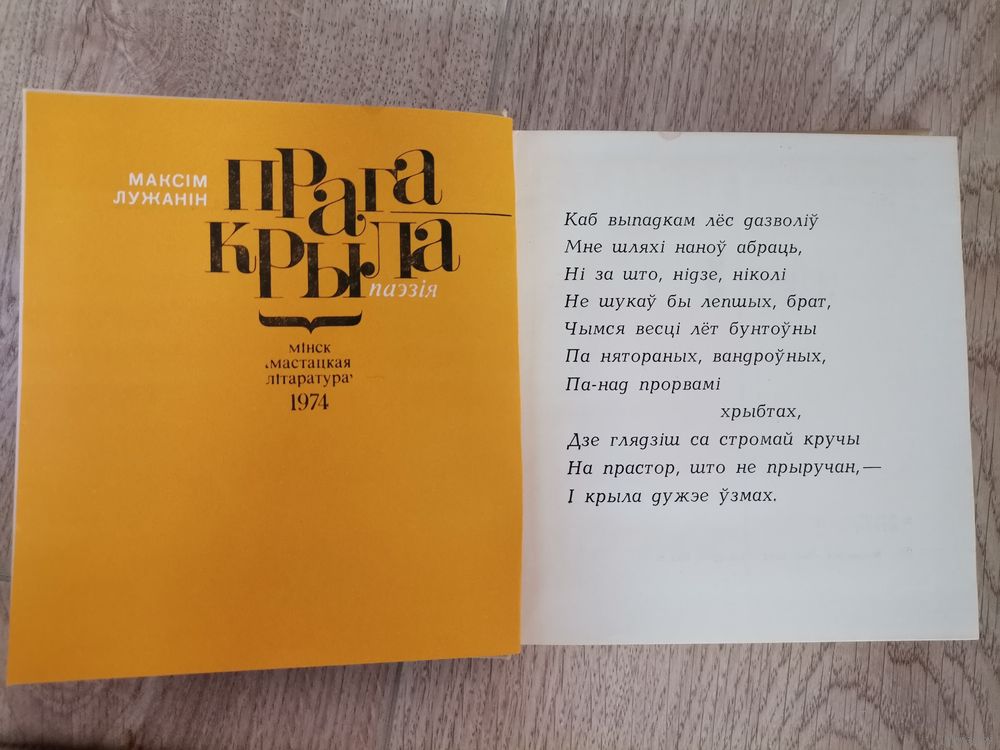 МАКСІМ
ЛУЖАНІН
ПРАГА
КРЫЛА
паэзія
МІНСК
„МАСТАЦКАЯ
ЛІТАРАТУРА“
1974
Каб выпадкам лёс дазволіў
Мне шляхі наноў абраць,
Ні за што, нідзе, ніколі
Не шукаў бы лепшых, брат,
Чымся весці лёт бунтоўны
Па нятораных, вандроўных,
Па-над прорвамі
хрыбтах,
Дзе глядзіш са стромай кручы
На прастор, што не прыручан,—
І крыла дужэе ўзмах.